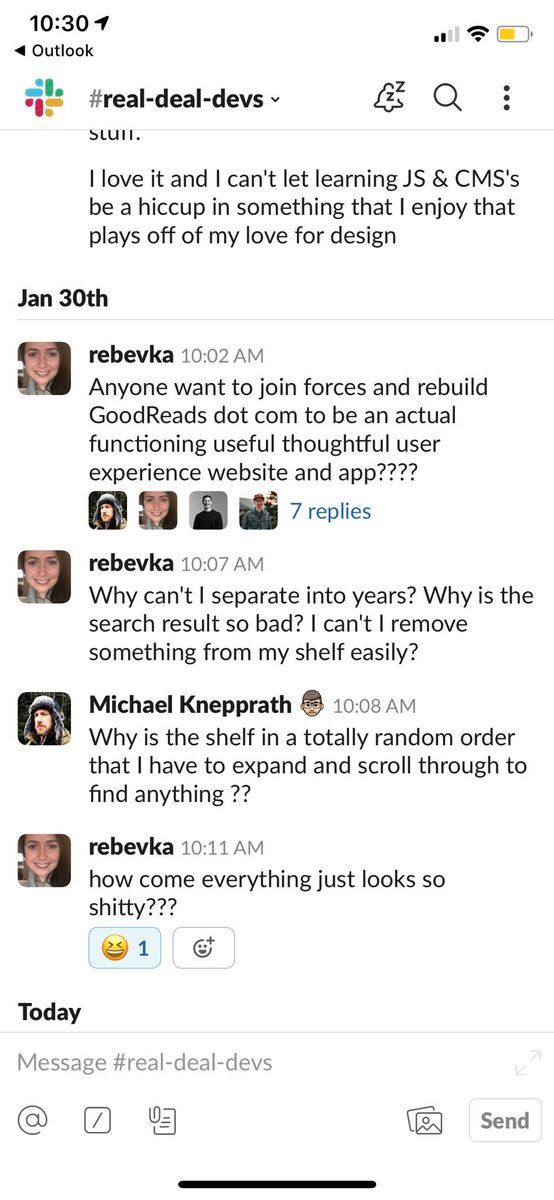 10:30
Outlook
#real-deal-devs
stuff.
I love it and I can't let learning JS & CMS's
be a hiccup in something that I enjoy that
plays off of my love for design
Jan 30th
rebevka 10:02 AM
Anyone want to join forces and rebuild
GoodReads dot com to be an actual
functioning useful thoughtful user
experience website and app????
7 replies
rebevka 10:07 AM
Why can't I separate into years? Why is the
search result so bad? I can't I remove
something from my shelf easily?
Michael Knepprath 10:08 AM
Why is the shelf in a totally random order
that I have to expand and scroll through to
find anything ??
rebevka 10:11 AM
how come everything just looks so
shitty???
1
Today
Message #real-deal-devs
Send